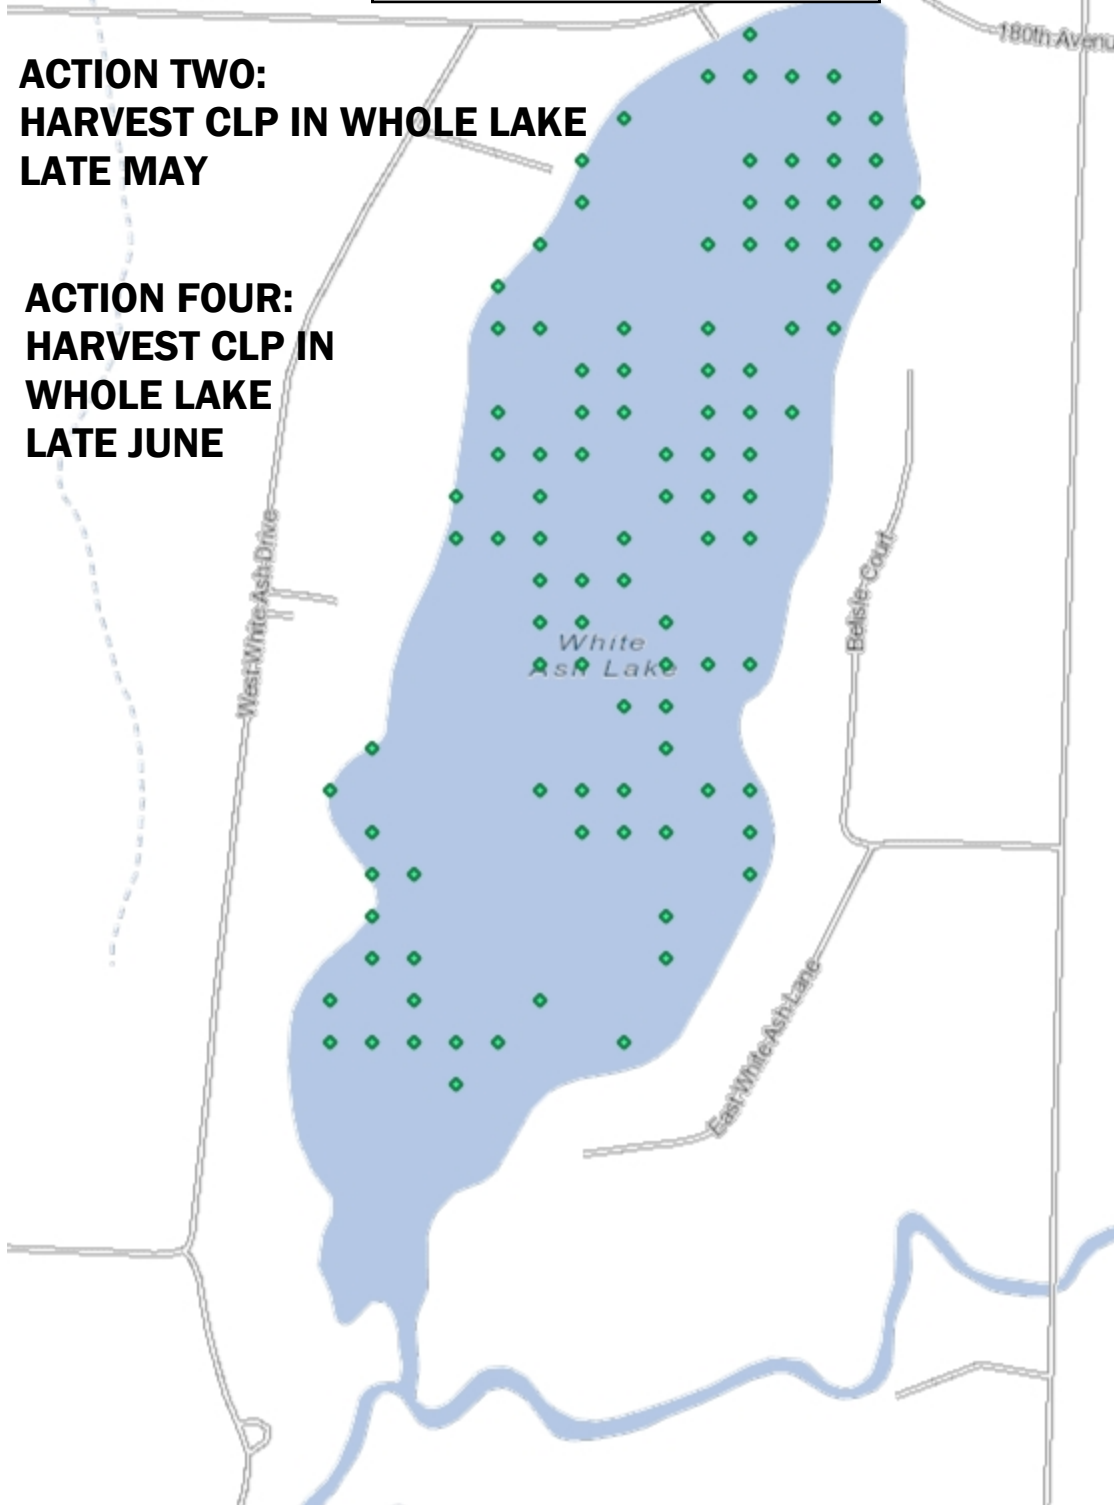 180th Avenu
ACTION TWO:
HARVEST CLP IN WHOLE LAKE
LATE MAY
ACTION FOUR:
HARVEST CLP IN
WHOLE LAKE
LATE JUNE
West White Ash Drive
Belisle Court
White
Ash Lake
East White Ash Lane